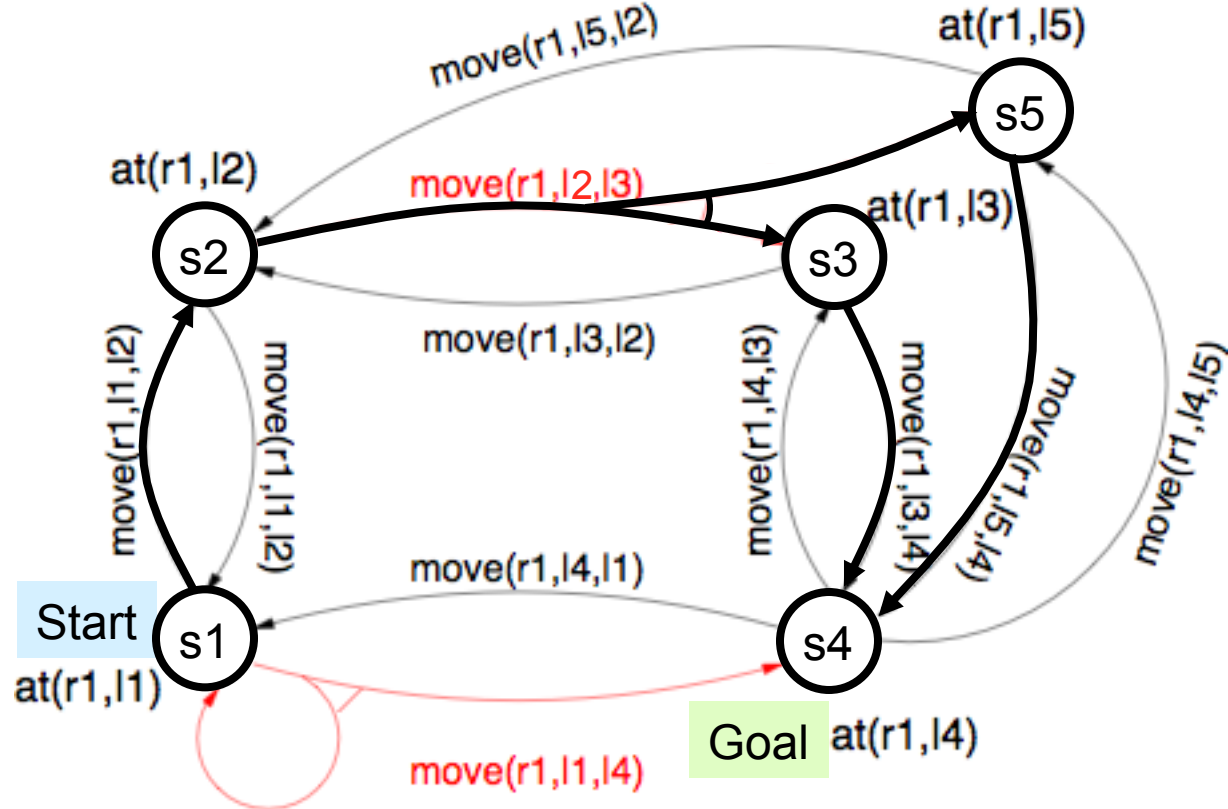 move(r1,l5,l2)
at(r1,l5)
s5
at(r1,l2)
move(r1,l2,l3)
at(r1,l3)
s2
s3
move(r1,l3,l2)
move(r1,l1,l2)
move(r1,l1,l2)
move(r1,l4,l3)
move(r1,l3,l4)
move(r1,l5,l4)
move(r1,l4,l5)
move(r1,l4,l1)
Start
s1
s4
at(r1,l1)
Goal
at(r1,l4)
move(r1,l1,l4)